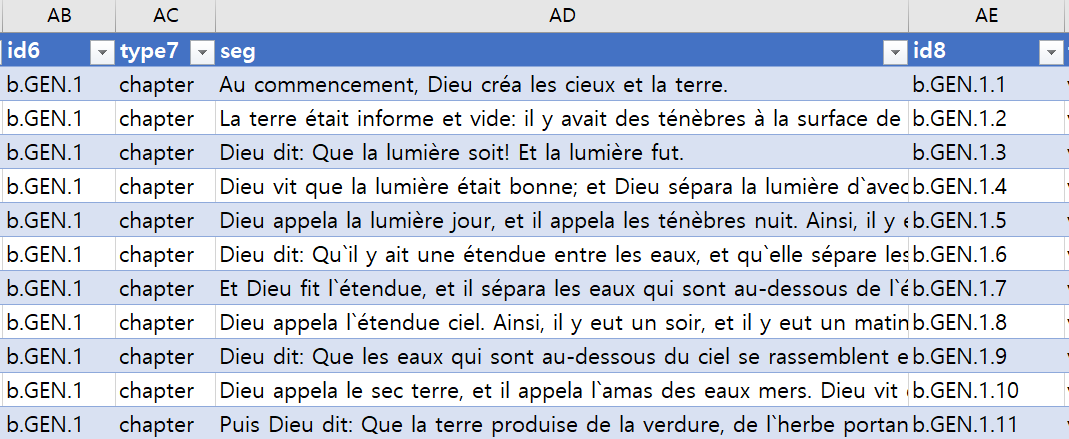 AB AC AD AE
id6 type7 seg id8
b.GEN.1 chapter Au commencement, Dieu créa les cieux et la terre. b.GEN.1.1
b.GEN.1 chapter La terre était informe et vide: il y avait des ténèbres à la surface de b.GEN.1.2
b.GEN.1 chapter Dieu dit: Que la lumière soit! Et la lumière fut. b.GEN.1.3
b.GEN.1 chapter Dieu vit que la lumière était bonne; et Dieu sépara la lumière d`avec b.GEN.1.4
b.GEN.1 chapter Dieu appela la lumière jour, et il appela les ténèbres nuit. Ainsi, il y b.GEN.1.5
b.GEN.1 chapter Dieu dit: Qu`il y ait une étendue entre les eaux, et qu`elle sépare les b.GEN.1.6
b.GEN.1 chapter Et Dieu fit l`étendue, et il sépara les eaux qui sont au-dessous de l`é b.GEN.1.7
b.GEN.1 chapter Dieu appela l`étendue ciel. Ainsi, il y eut un soir, et il y eut un matin b.GEN.1.8
b.GEN.1 chapter Dieu dit: Que les eaux qui sont au-dessous du ciel se rassemblent e b.GEN.1.9
b.GEN.1 chapter Dieu appela le sec terre, et il appela l`amas des eaux mers. Dieu vit b.GEN.1.10
b.GEN.1 chapter Puis Dieu dit: Que la terre produise de la verdure, de l`herbe portan b.GEN.1.11